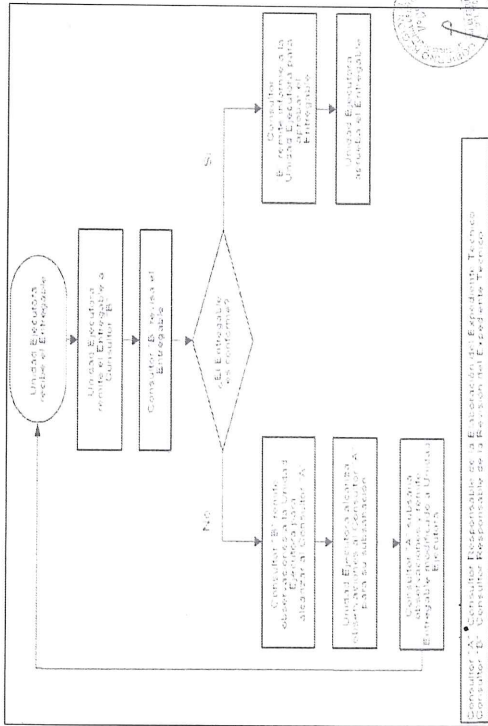 Unidad Ejecutora
recibe el Entregable
Unidad Ejecutora
remite el Entregable a
Consultor "B"
Consultor "B" revisa el
Entregable
¿El Entregable
es conforme?
No
Si
Consultor "B" remite
observaciones a la Unidad
Ejecutora para
alcanzar al Consultor "A"
Unidad Ejecutora alcanza
observaciones al Consultor "A"
para su subsanación
Consultor "A" subsana
observaciones y remite
Entregable modificado a Unidad
Ejecutora
Consultor
"B" remite informe a la
Unidad Ejecutora para
aprobar el
Entregable
Unidad Ejecutora
aprueba el Entregable
Consultor "A": Consultor Responsable de la Elaboración del Expediente Técnico
Consultor "B": Consultor Responsable de la Revisión del Expediente Técnico